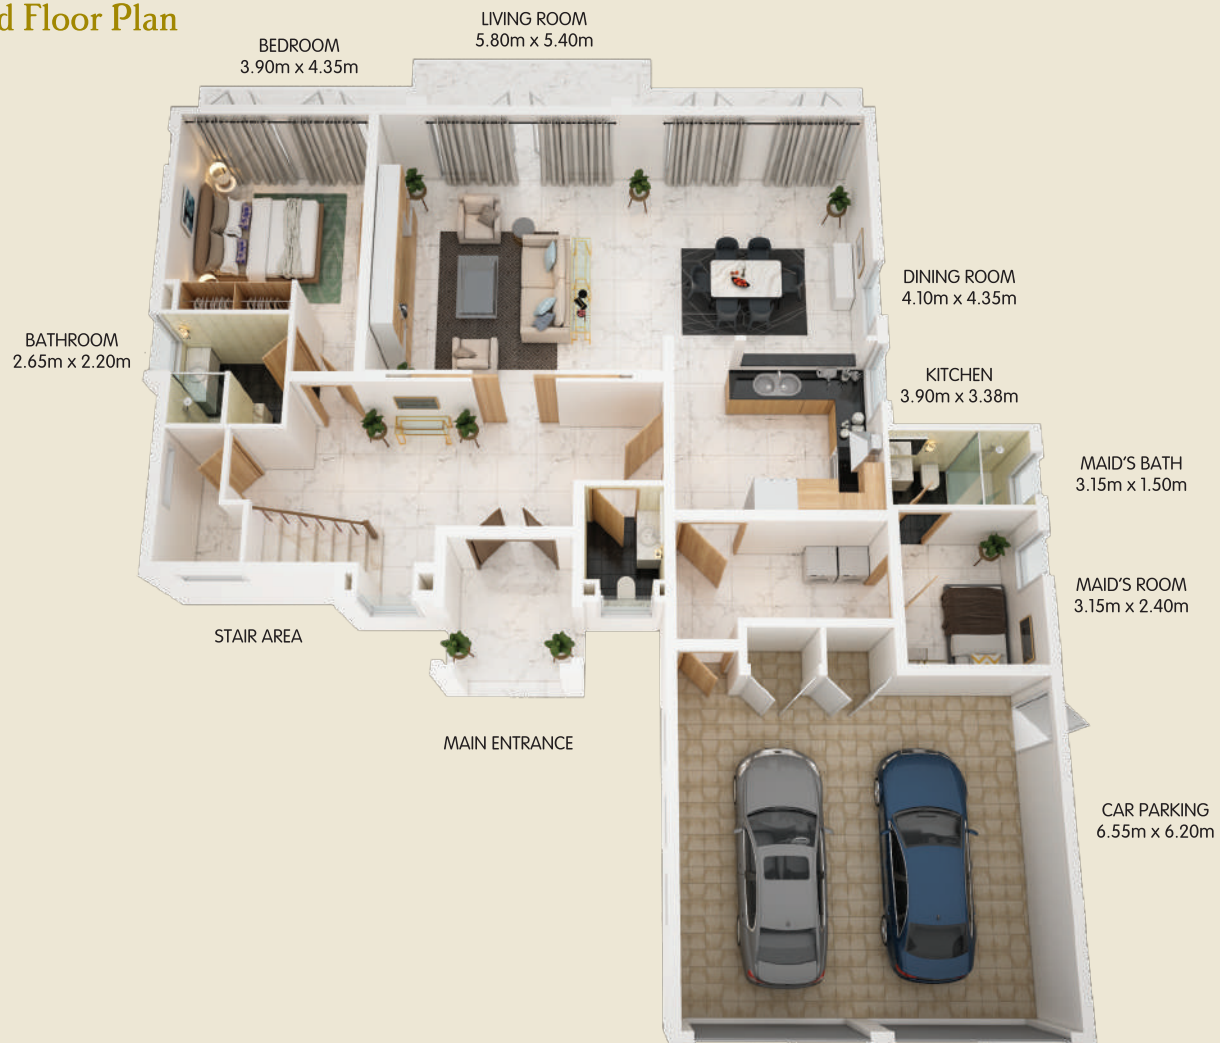 d Floor Plan
LIVING ROOM
5.80m x 5.40m
BEDROOM
3.90m x 4.35m
DINING ROOM
4.10m x 4.35m
BATHROOM
2.65m x 2.20m
KITCHEN
3.90m x 3.38m
MAID'S BATH
3.15m x 1.50m
MAID'S ROOM
3.15m x 2.40m
STAIR AREA
MAIN ENTRANCE
CAR PARKING
6.55m x 6.20m